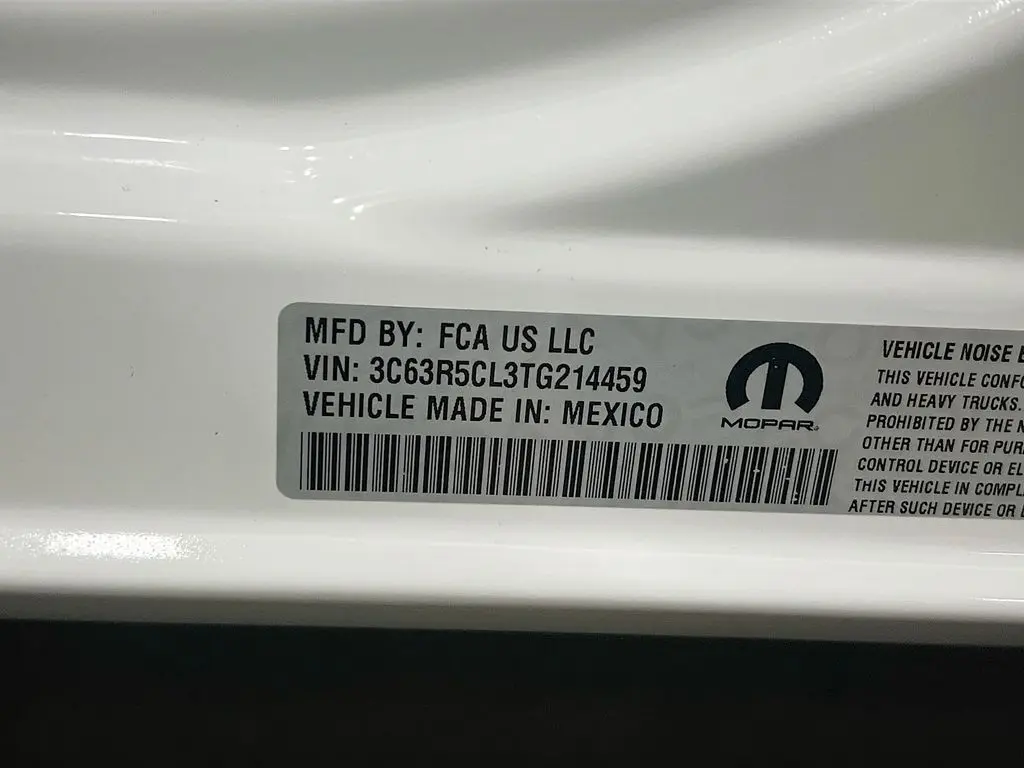 MFD BY: FCA US LLC
VIN: 3C63R5CL3TG214459
VEHICLE MADE IN: MEXICO
MOPAR
VEHICLE NOISE
THIS VEHICLE
AND HEAVY TRUCKS.
PROHIBITED BY THE
OTHER THAN FOR
CONTROL DEVICE OR
THIS VEHICLE IN
AFTER SUCH DEVICE OR